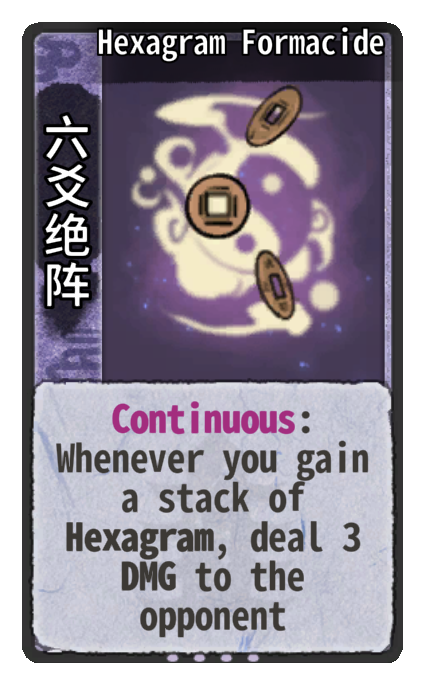 Hexagram Formacide
六爻绝阵
Continuous:
Whenever you gain
a stack of
Hexagram, deal 3
DMG to the
opponent